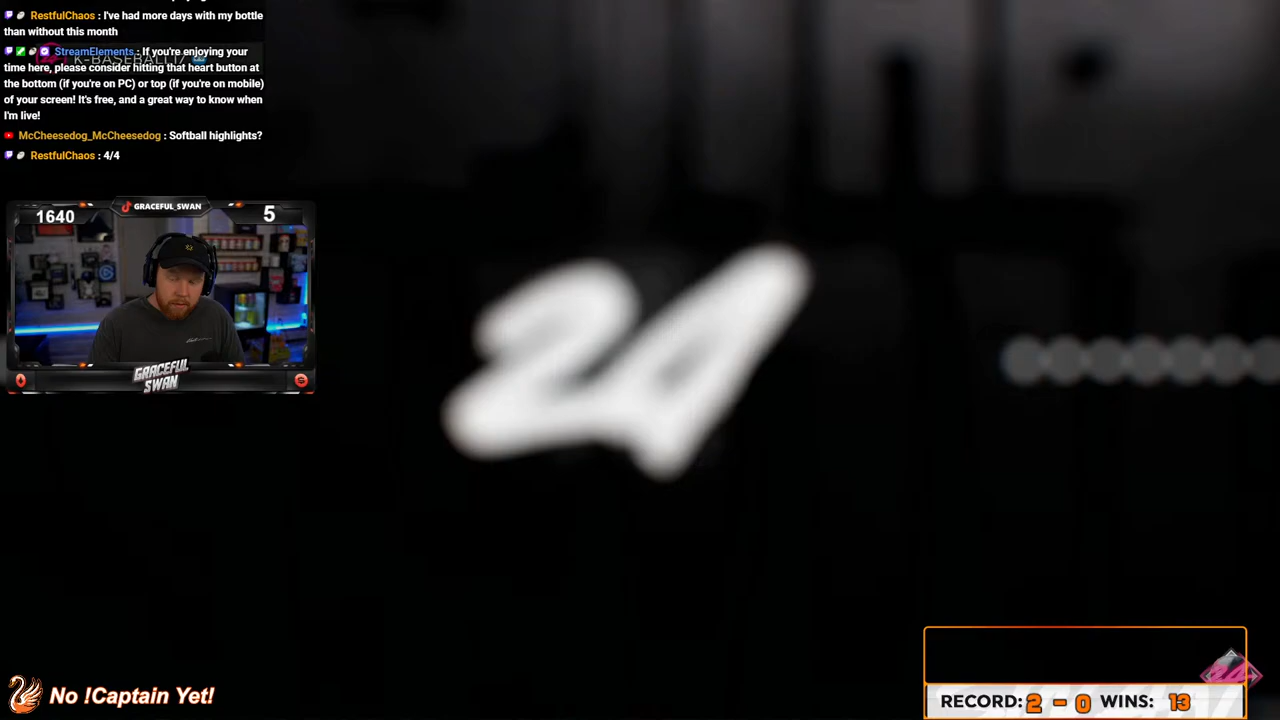 RestfulChaos : I've had more days with my bottle
than without this month
K-BASEBALL17
StreamElements : If you're enjoying your
time here, please consider hitting that heart button at
the bottom (if you're on PC) or top (if you're on mobile)
of your screen! It's free, and a great way to know when
I'm live!
McCheesedog_McCheesedog : Softball highlights?
RestfulChaos : 4/4
GRACEFUL_SWAN
1640
5
GRACEFUL
SWAN
24
No !Captain Yet!
RECORD: 2 - 0 WINS: 13